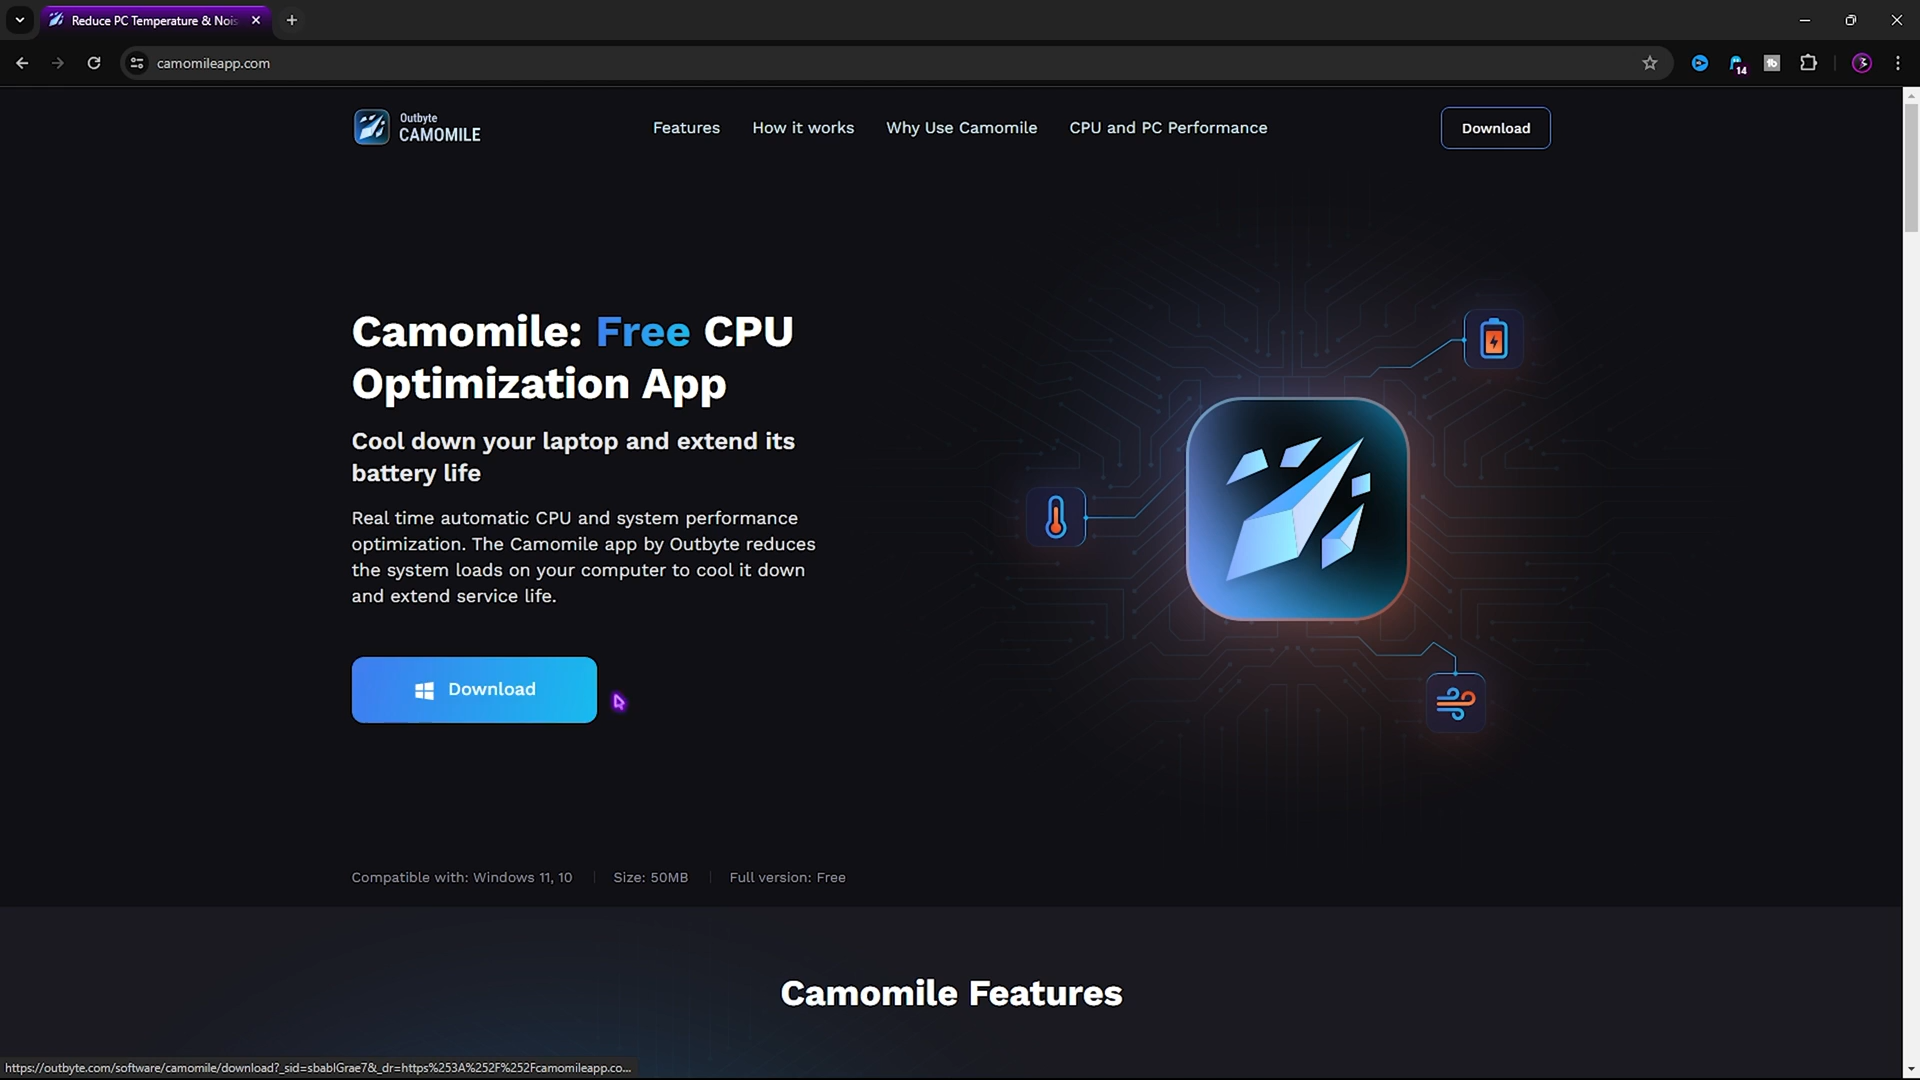 Reduce PC Temperature & Nois
camomileapp.com
14
tb
Outbyte
CAMOMILE
Features
How it works
Why Use Camomile
CPU and PC Performance
Download
Camomile: Free CPU
Optimization App
Cool down your laptop and extend its
battery life
Real time automatic CPU and system performance
optimization. The Camomile app by Outbyte reduces
the system loads on your computer to cool it down
and extend service life.
Download
Compatible with: Windows 11, 10
Size: 50MB
Full version: Free
Camomile Features
https://outbyte.com/software/camomile/download?_sid=sbablGrae7&_dr=https%253A%252F%252Fcamomileapp.co...